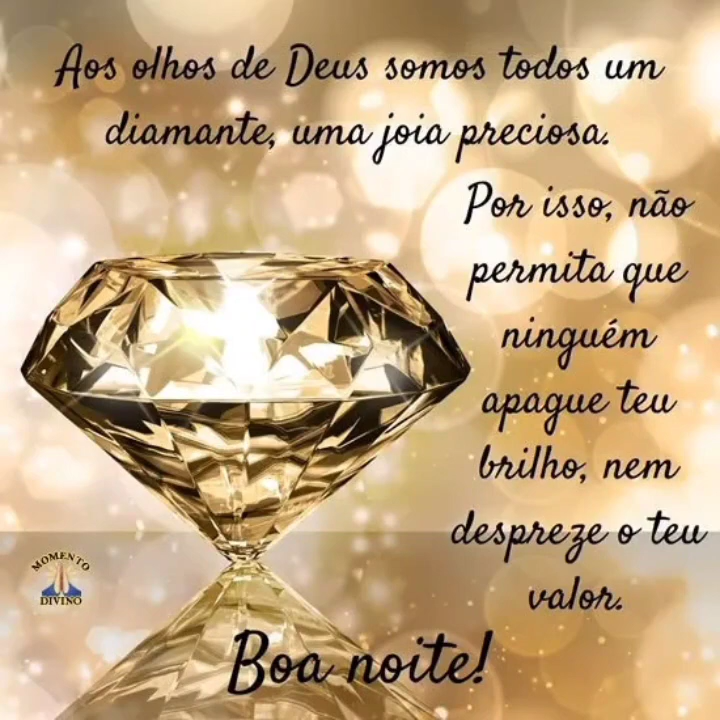 Aos olhos de Deus somos todos um
diamante, uma joia preciosa.
Por isso, não
permita que
ninguém
apague teu
brilho, nem
despreze o teu
valor.
MOMENTO
DIVINO
Boa noite!